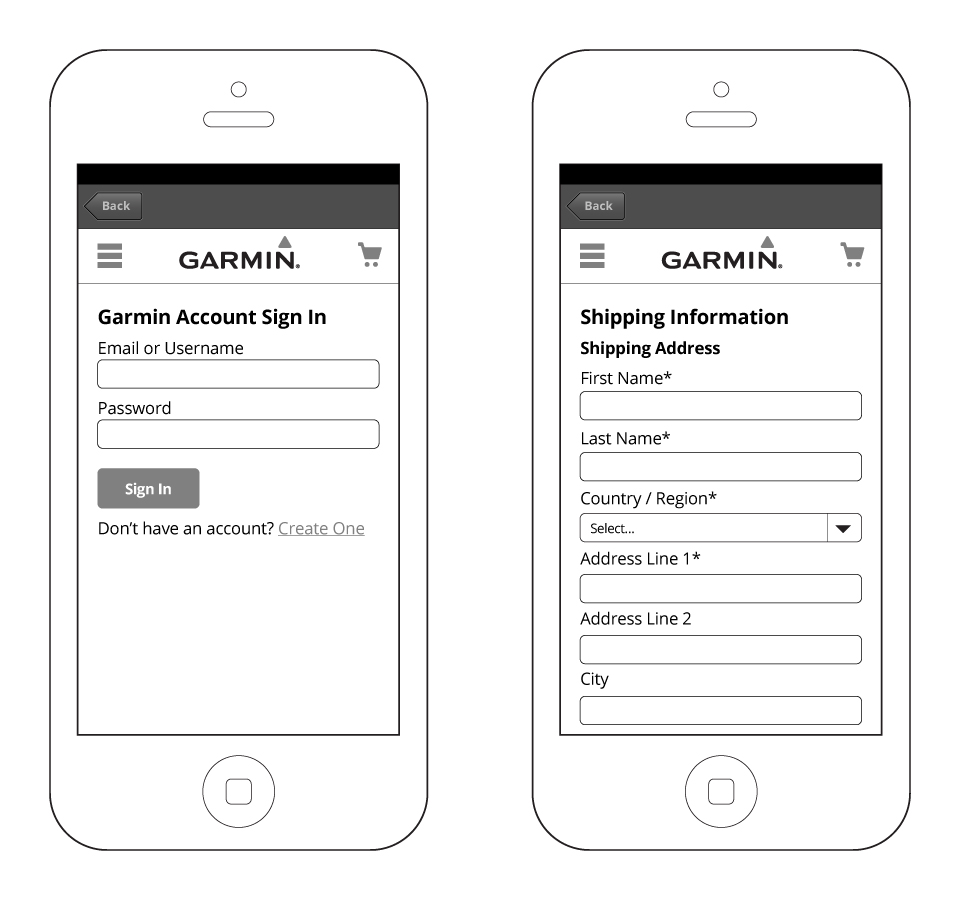 Back
GARMIN.
Garmin Account Sign In
Email or Username
Password
Sign In
Don't have an account? Create One
Back
GARMIN.
Shipping Information
Shipping Address
First Name*
Last Name*
Country / Region*
Select...
Address Line 1*
Address Line 2
City